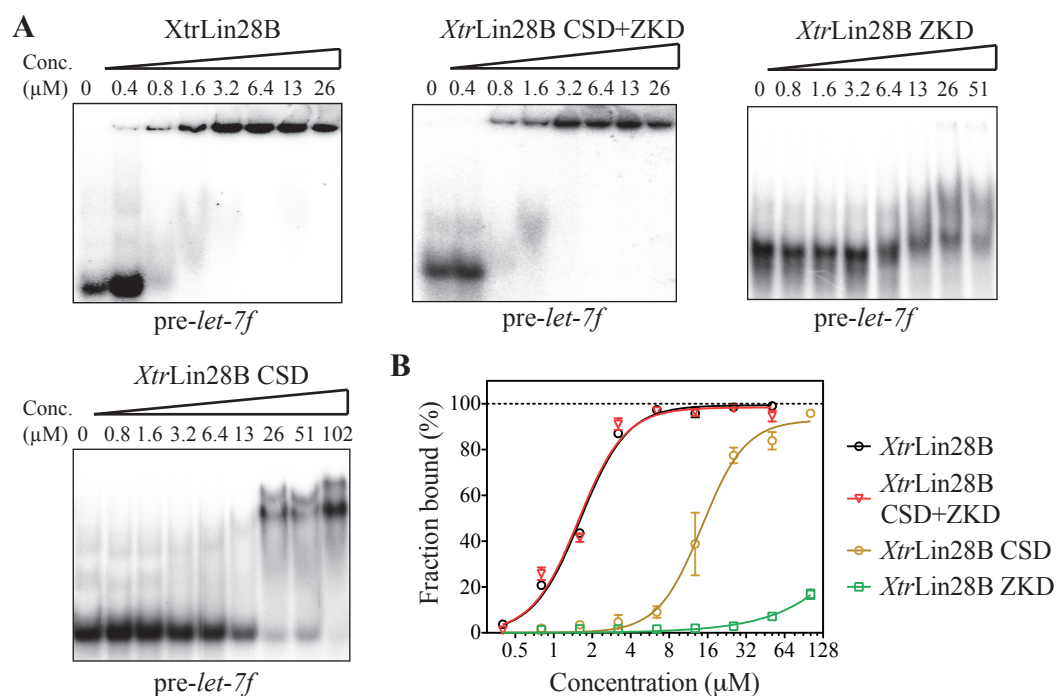 A
XtrLin28B
Conc.
(μM) 0 0.4 0.8 1.6 3.2 6.4 13 26
pre-let-7f
XtrLin28B CSD+ZKD
0 0.4 0.8 1.6 3.2 6.4 13 26
pre-let-7f
XtrLin28B ZKD
0 0.8 1.6 3.2 6.4 13 26 51
pre-let-7f
XtrLin28B CSD
Conc.
(μM) 0 0.8 1.6 3.2 6.4 13 26 51 102
pre-let-7f
B
Fraction bound (%)
100
80
60
40
20
0
0.5 1 2 4 8 16 32 64 128
Concentration (μM)
XtrLin28B
XtrLin28B
CSD+ZKD
XtrLin28B CSD
XtrLin28B ZKD